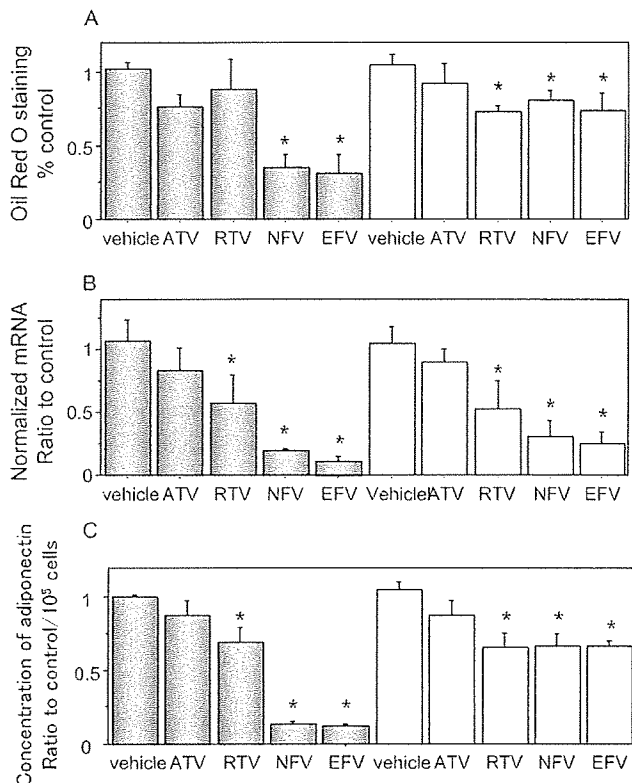 A
Oil Red O staining
% control
1
0.5
0
* * * * *
vehicle ATV RTV NFV EFV vehicle ATV RTV NFV EFV
B
Normalized mRNA
Ratio to control
1
0.5
0
* * * * * *
vehicle ATV RTV NFV EFV Vehicle ATV RTV NFV EFV
C
Concentration of adiponectin
Ratio to control/10⁵ cells
1
0.5
0
* * * * * *
vehicle ATV RTV NFV EFV vehicle ATV RTV NFV EFV